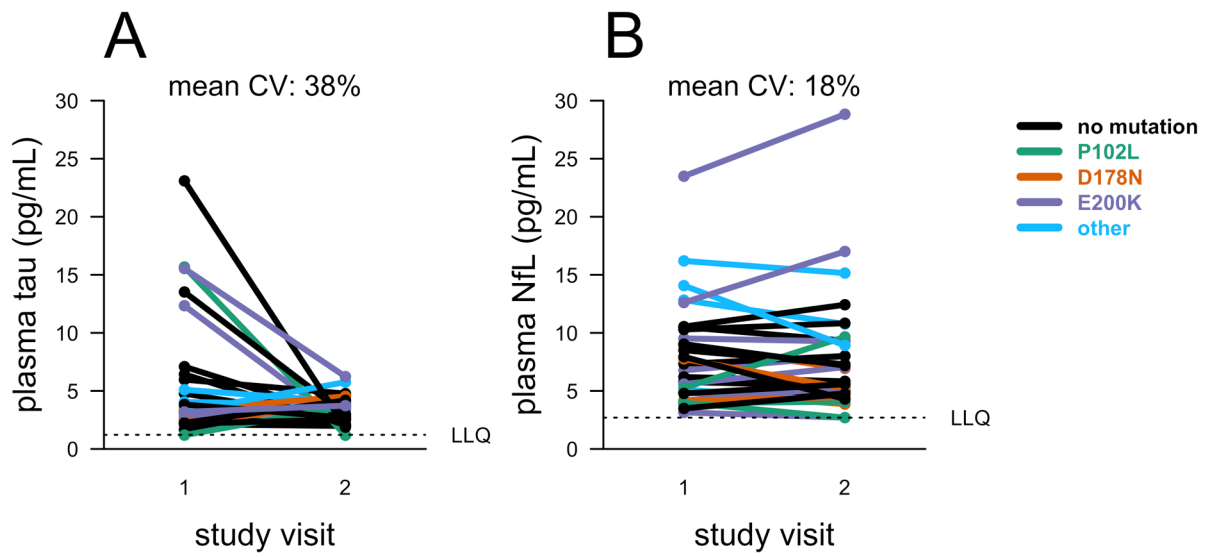 A
mean CV: 38%
plasma tau (pg/mL)
30
25
20
15
10
5
0
LLQ
1 2
study visit
B
mean CV: 18%
plasma NfL (pg/mL)
30
25
20
15
10
5
0
LLQ
1 2
study visit
no mutation
P102L
D178N
E200K
other